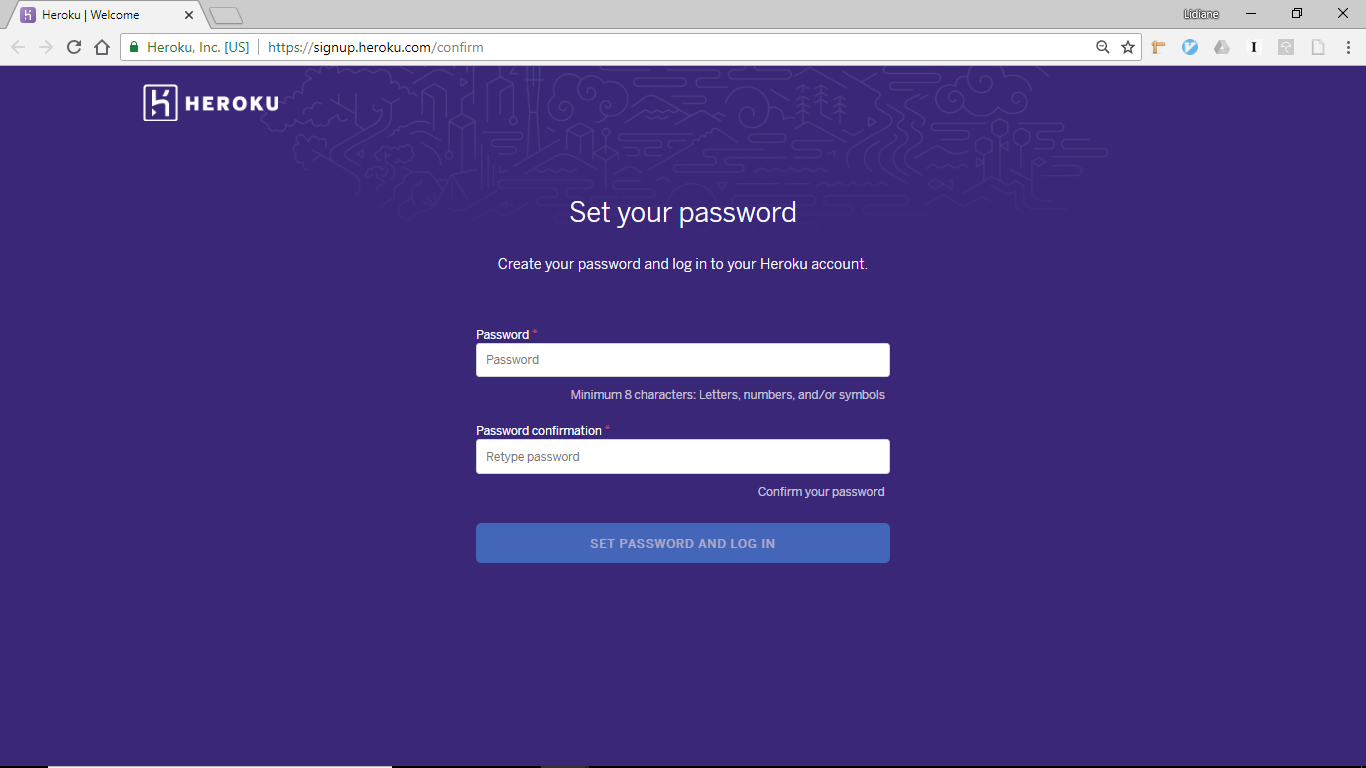 Heroku | Welcome
Lidiane
Heroku, Inc. [US] https://signup.heroku.com/confirm
HEROKU
Set your password
Create your password and log in to your Heroku account.
Password *
Password
Minimum 8 characters: Letters, numbers, and/or symbols
Password confirmation *
Retype password
Confirm your password
SET PASSWORD AND LOG IN